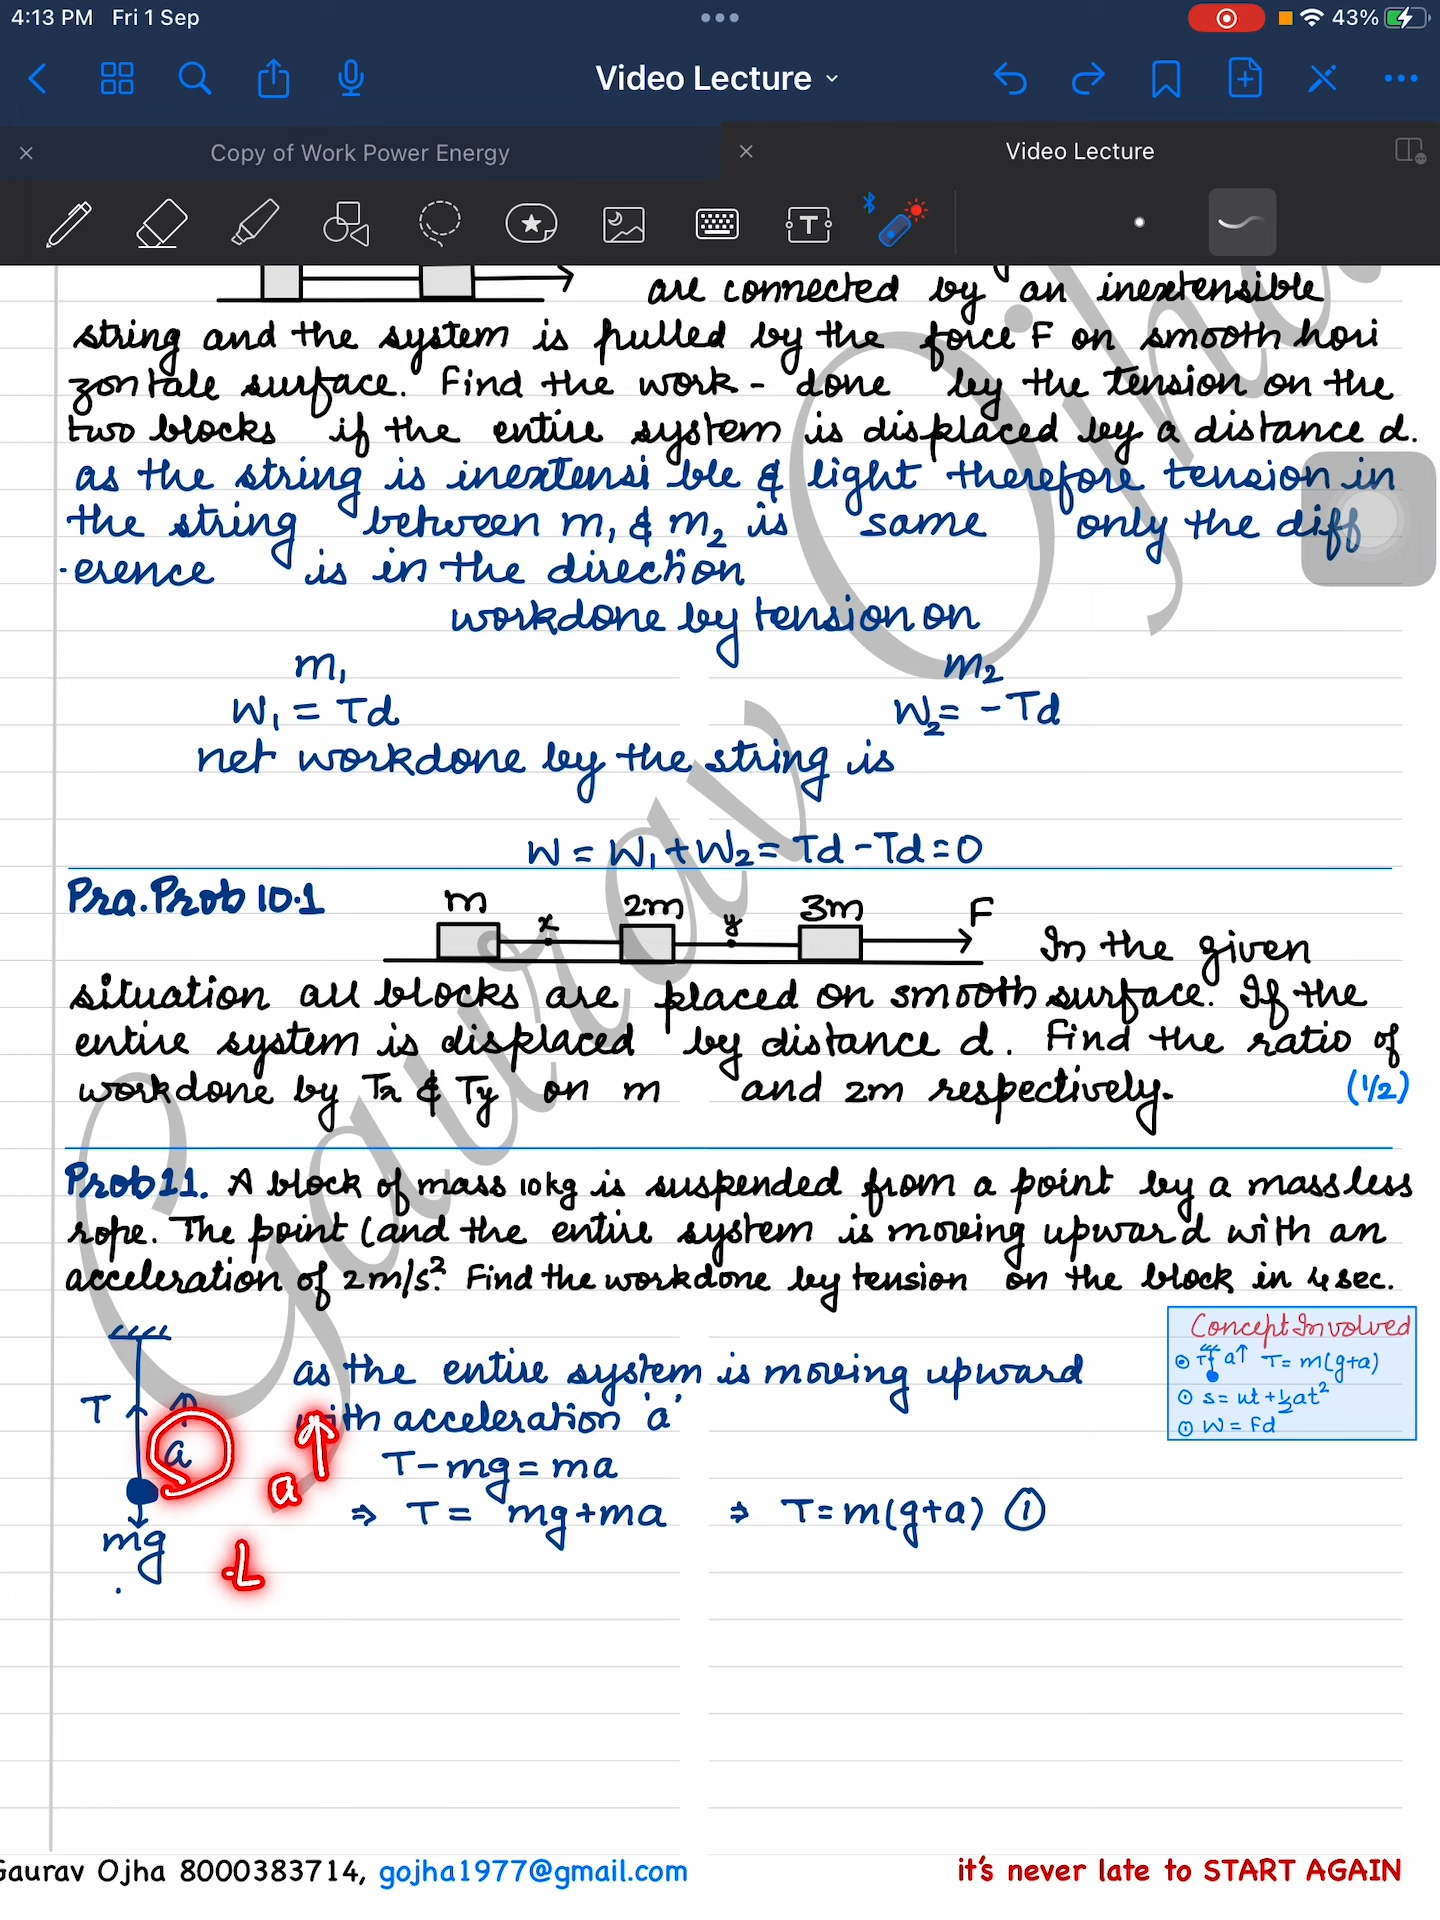 4:13 PM Fri 1 Sep
43%
Video Lecture
Copy of Work Power Energy
Video Lecture
T
are connected by an inextensible
string and the system is pulled by the force F on smooth hori
zontale surface. Find the work - done by the tension on the
two blocks if the entire system is displaced by a distance d.
as the string is inextensi ble & light therefore tension in
the string between m₁ & m₂ is same only the diff
-erence is in the direction
workdone by tension on
m₁ m₂
W₁ = Td W₂= -Td
net workdone by the string is
W = W₁+W₂= Td-Td=0
Pra.Prob 10.1
m x 2m y 3m F
In the given
situation all blocks are placed on smooth surface. If the
entire system is displaced by distance d. Find the ratio of
workdone by Tx & Ty on m and 2m respectively. (1/2)
Prob11. A block of mass 10kg is suspended from a point by a massless
rope. The point (and the entire system is moving upward with an
acceleration of 2m/s². Find the workdone by tension on the block in 4sec.
Concept Involved
T a↑ T=m(g+a)
s= ut+½at²
W = Fd
as the entire system is moving upward
with acceleration 'a'
T
a
a
T-mg=ma
⇒ T= mg+ma ⇒ T=m(g+a) ①
mg
Gaurav Ojha
Gaurav Ojha 8000383714, gojha1977@gmail.com
it's never late to START AGAIN